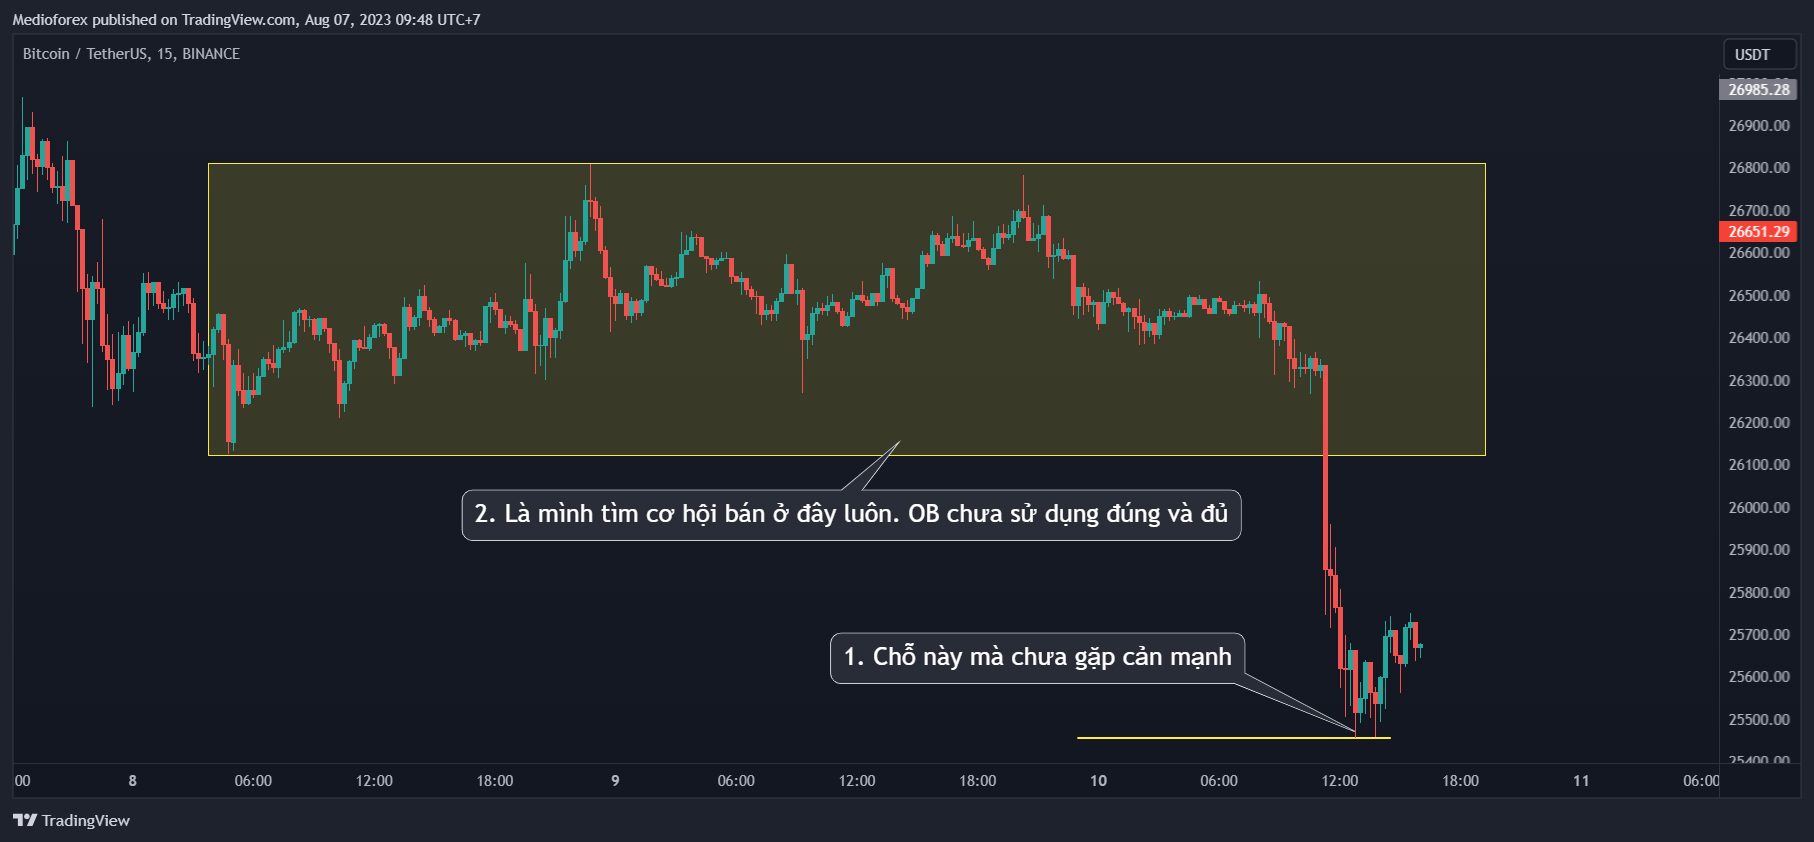 Medioforex published on TradingView.com, Aug 07, 2023 09:48 UTC+7
Bitcoin / TetherUS, 15, BINANCE
USDT
26985.28
26900.00
26800.00
26700.00
26651.29
26600.00
26500.00
26400.00
26300.00
26200.00
26100.00
26000.00
25900.00
25800.00
25700.00
25600.00
25500.00
25400.00
2. Là mình tìm cơ hội bán ở đây luôn. OB chưa sử dụng đúng và đủ
1. Chỗ này mà chưa gặp cản mạnh
00 8 06:00 12:00 18:00 9 06:00 12:00 18:00 10 06:00 12:00 18:00 11 06:00
TradingView